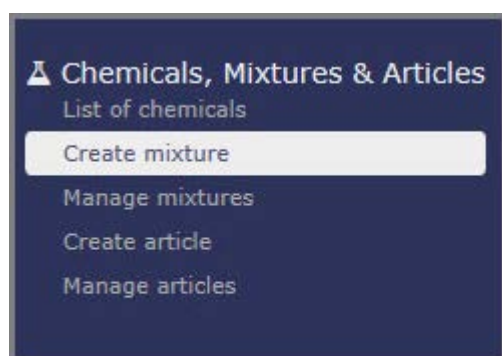 Chemicals, Mixtures & Articles
List of chemicals
Create mixture
Manage mixtures
Create article
Manage articles